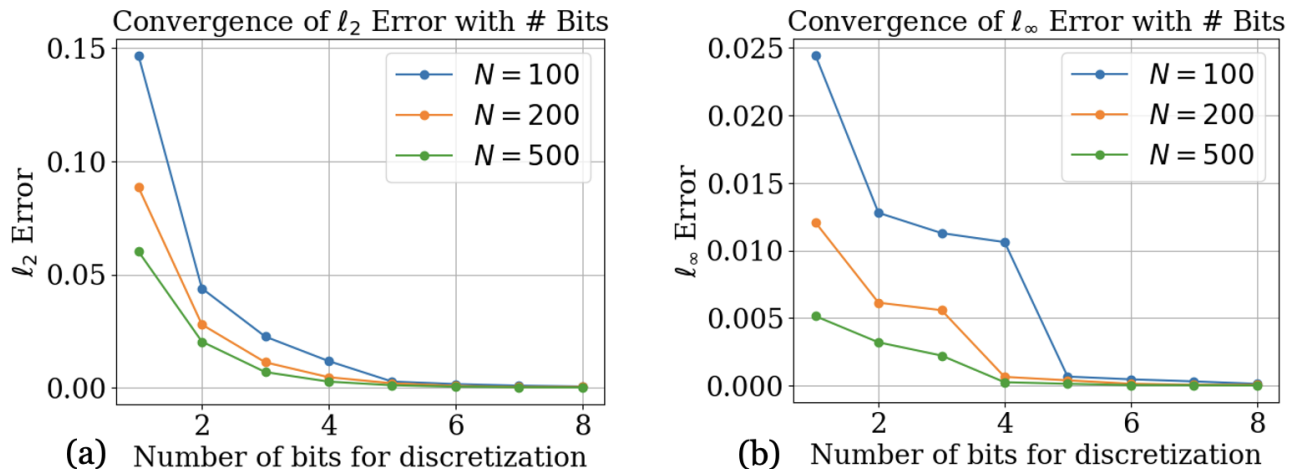 Convergence of ℓ₂ Error with # Bits
0.15
0.10
0.05
0.00
ℓ₂ Error
N = 100
N = 200
N = 500
2
4
6
8
(a) Number of bits for discretization
Convergence of ℓ∞ Error with # Bits
0.025
0.020
0.015
0.010
0.005
0.000
ℓ∞ Error
N = 100
N = 200
N = 500
2
4
6
8
(b) Number of bits for discretization